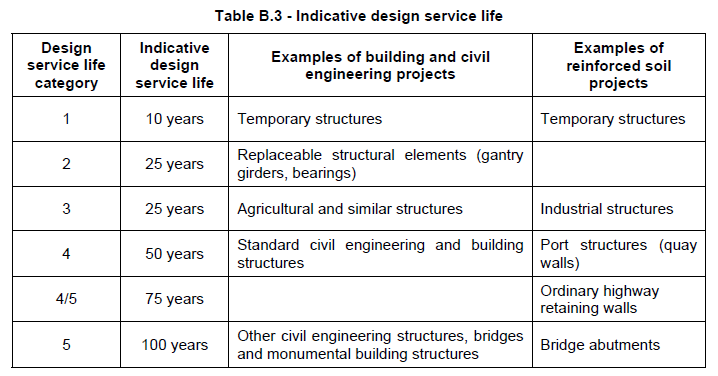 Table B.3 - Indicative design service life
Design service life category | Indicative design service life | Examples of building and civil engineering projects | Examples of reinforced soil projects
1 | 10 years | Temporary structures | Temporary structures
2 | 25 years | Replaceable structural elements (gantry girders, bearings) |
3 | 25 years | Agricultural and similar structures | Industrial structures
4 | 50 years | Standard civil engineering and building structures | Port structures (quay walls)
4/5 | 75 years | | Ordinary highway retaining walls
5 | 100 years | Other civil engineering structures, bridges and monumental building structures | Bridge abutments